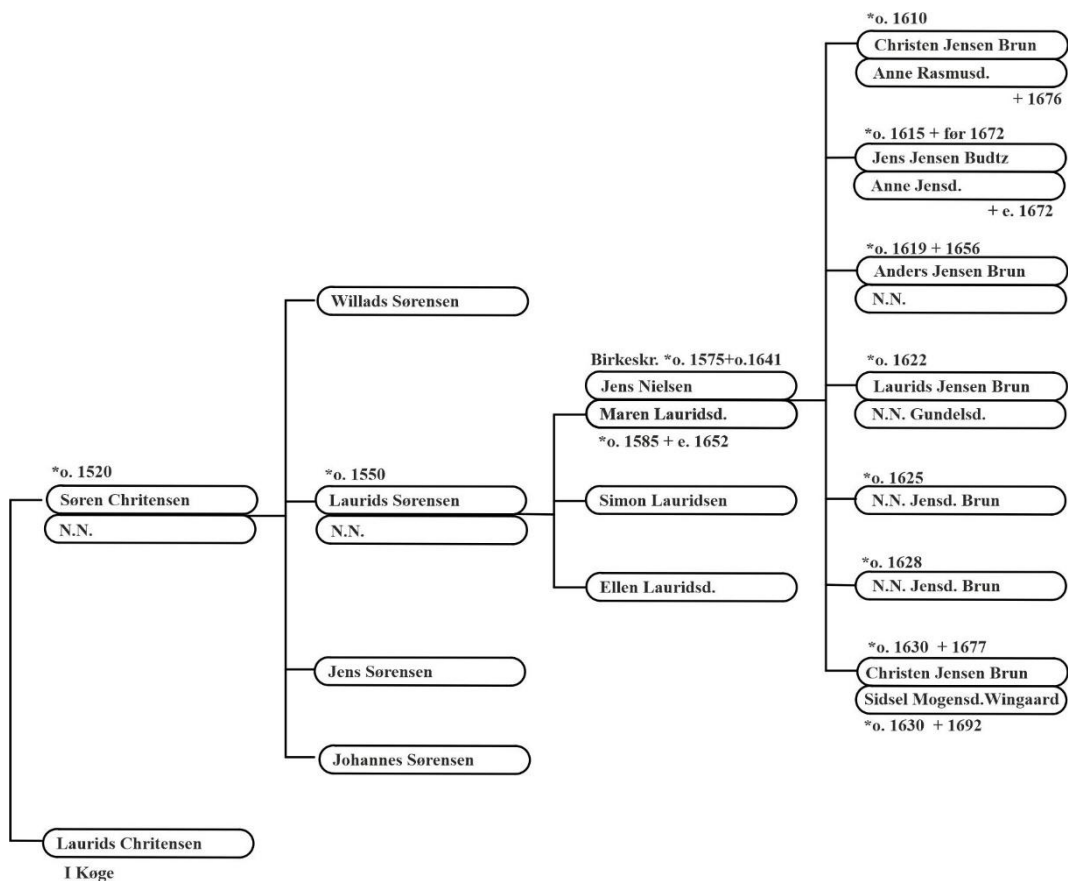 *o. 1520
Søren Chritensen
N.N.
Laurids Chritensen
I Køge
Willads Sørensen
*o. 1550
Laurids Sørensen
N.N.
Jens Sørensen
Johannes Sørensen
Birkeskr. *o. 1575+o.1641
Jens Nielsen
Maren Lauridsd.
*o. 1585 + e. 1652
Simon Lauridsen
Ellen Lauridsd.
*o. 1610
Christen Jensen Brun
Anne Rasmusd.
+ 1676
*o. 1615 + før 1672
Jens Jensen Budtz
Anne Jensd.
+ e. 1672
*o. 1619 + 1656
Anders Jensen Brun
N.N.
*o. 1622
Laurids Jensen Brun
N.N. Gundelsd.
*o. 1625
N.N. Jensd. Brun
*o. 1628
N.N. Jensd. Brun
*o. 1630 + 1677
Christen Jensen Brun
Sidsel Mogensd.Wingaard
*o. 1630 + 1692